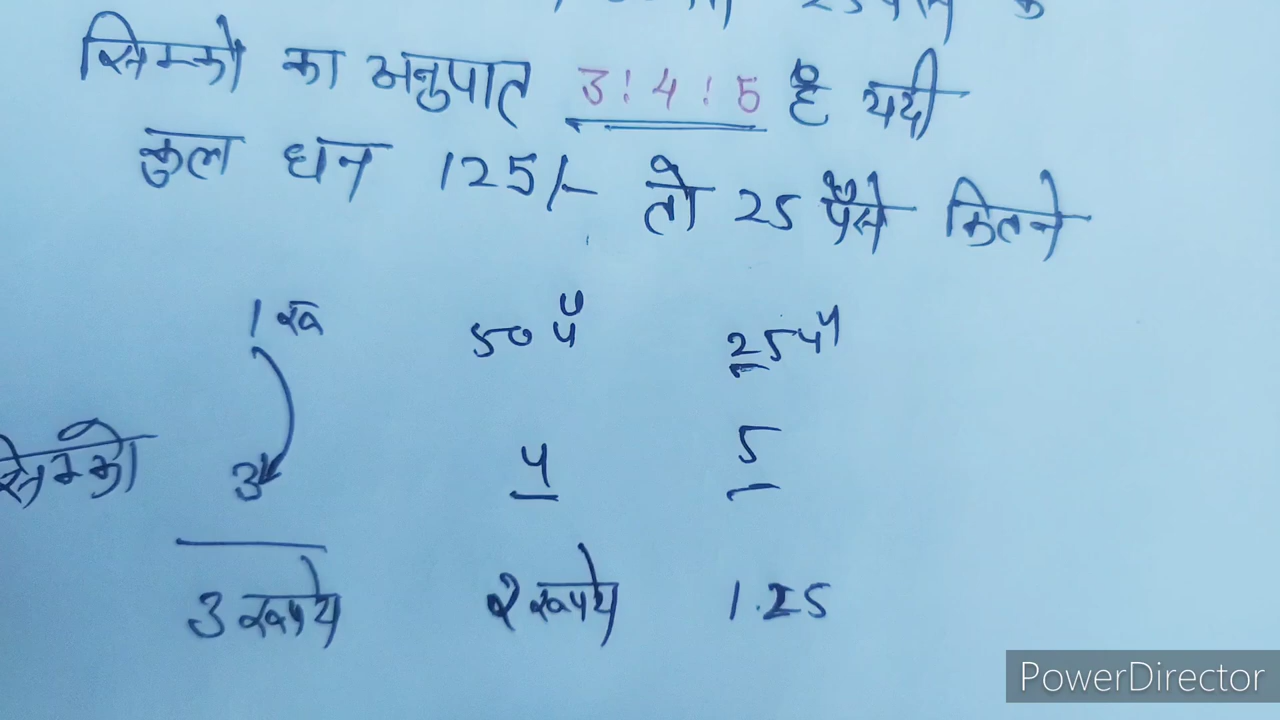 25 पैसे के
सिक्को का अनुपात 3:4:5 है यदी
कुल धन 125/- तो 25 पैसे कितने
1 रु 50 पै 25 पै
सिक्को 3 4 5
3 रूपये 2 रूपये 1.25
PowerDirector